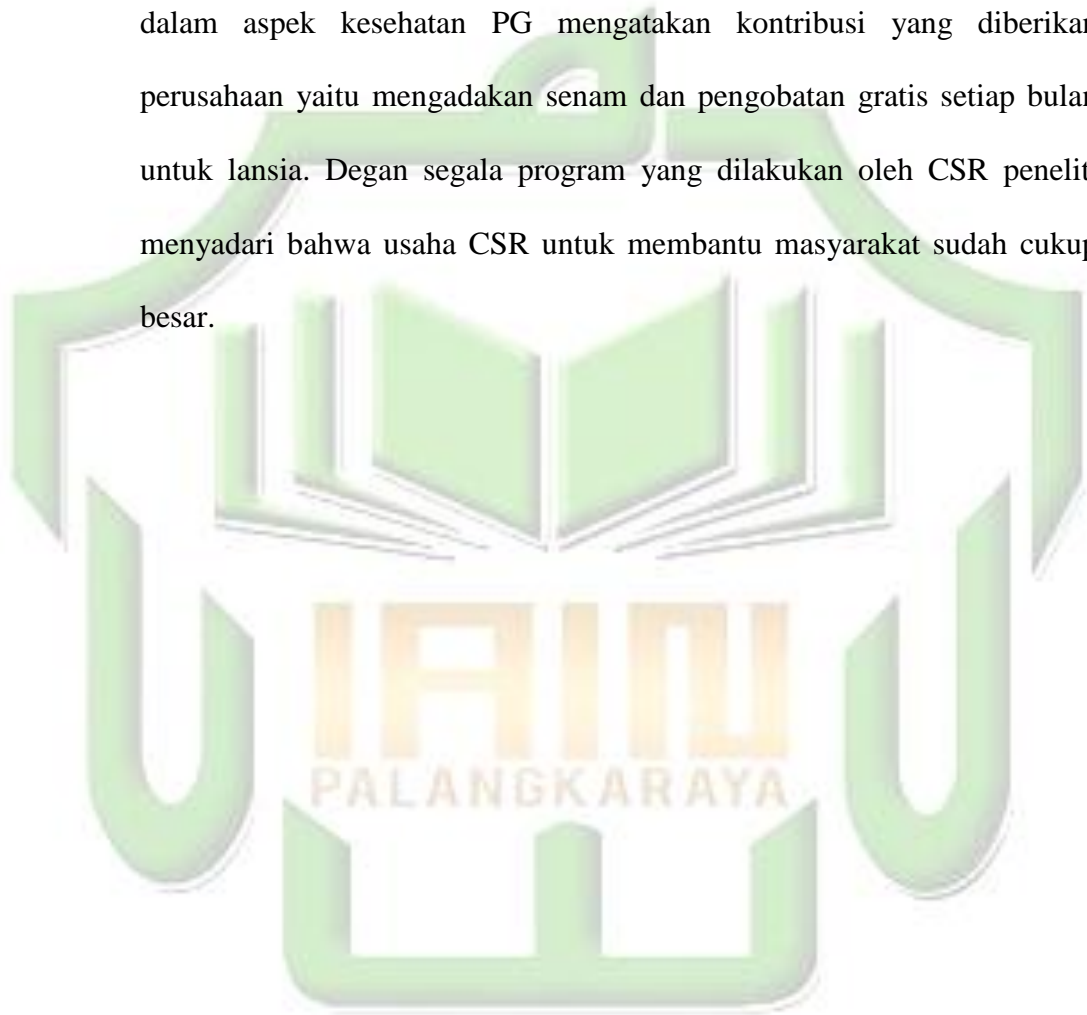 dalam aspek kesehatan PG mengatakan kontribusi yang diberikan
perusahaan yaitu mengadakan senam dan pengobatan gratis setiap bulan
untuk lansia. Degan segala program yang dilakukan oleh CSR penelit
menyadari bahwa usaha CSR untuk membantu masyarakat sudah cukup
besar.
IAIN
PALANGKARAYA